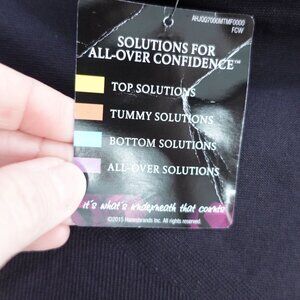 AHJQG7000MTMF0000
FCW
SOLUTIONS FOR
ALL-OVER CONFIDENCE™
TOP SOLUTIONS
TUMMY SOLUTIONS
BOTTOM SOLUTIONS
ALL-OVER SOLUTIONS
it's what's underneath that counts
©2015 Hanesbrands Inc. All rights reserved.